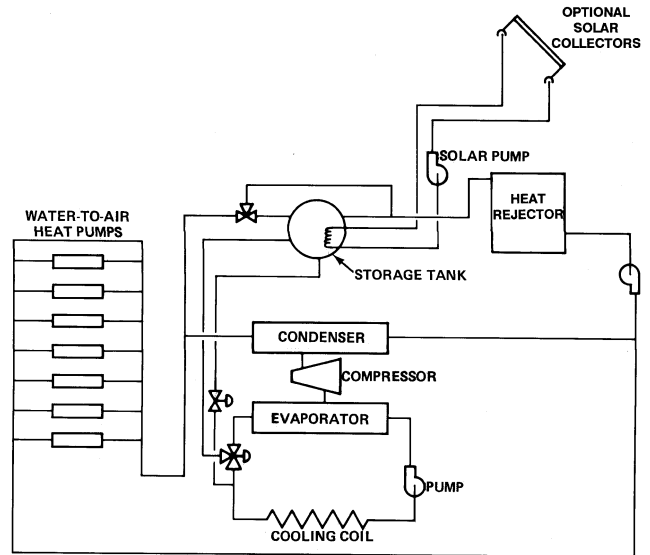 OPTIONAL
SOLAR
COLLECTORS
SOLAR PUMP
HEAT
REJECTOR
WATER-TO-AIR
HEAT PUMPS
STORAGE TANK
CONDENSER
COMPRESSOR
EVAPORATOR
PUMP
COOLING COIL